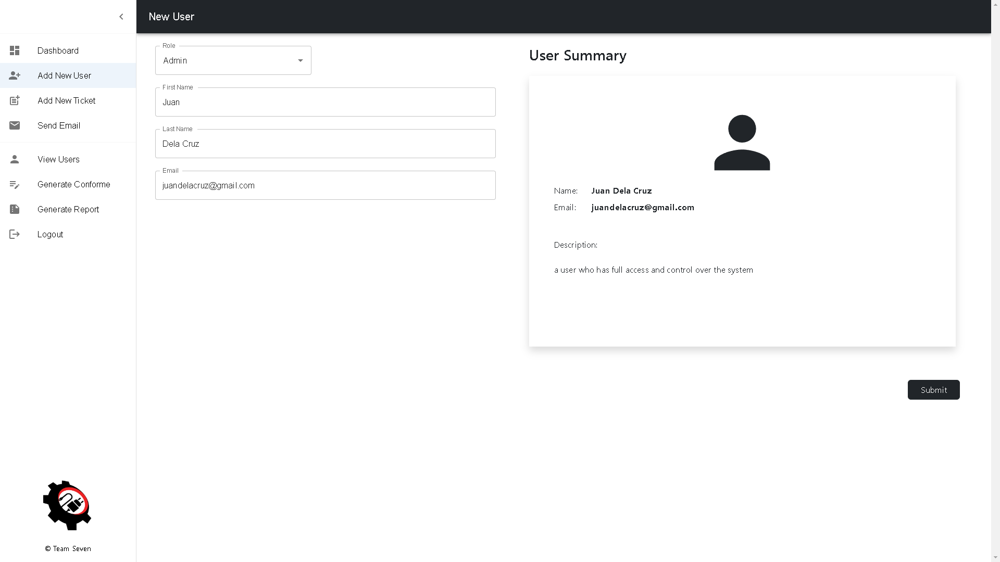 New User
Dashboard
Add New User
Add New Ticket
Send Email
View Users
Generate Conforme
Generate Report
Logout
© Team Seven
Role
Admin
First Name
Juan
Last Name
Dela Cruz
Email
juandelacruz@gmail.com
User Summary
Name: Juan Dela Cruz
Email: juandelacruz@gmail.com
Description:
a user who has full access and control over the system
Submit